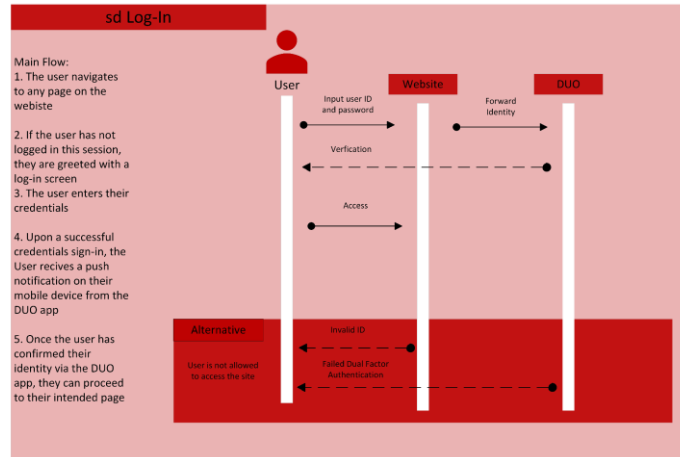 sd Log-In
Main Flow:
1. The user navigates
to any page on the
webiste
2. If the user has not
logged in this session,
they are greeted with a
log-in screen
3. The user enters their
credentials
4. Upon a successful
credentials sign-in, the
User recives a push
notification on their
mobile device from the
DUO app
5. Once the user has
confirmed their
identity via the DUO
app, they can proceed
to their intended page
User
Website
DUO
Input user ID
and password
Forward
Identity
Verfication
Access
Alternative
User is not allowed
to access the site
Invalid ID
Failed Dual Factor
Authentication